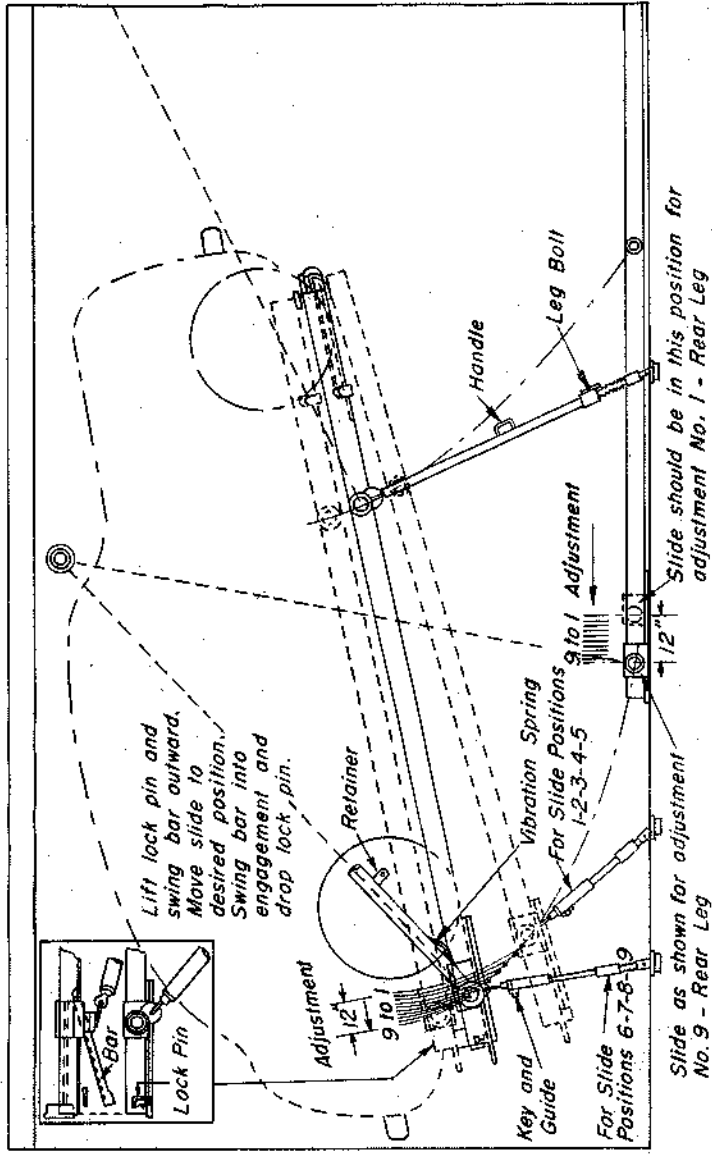 Lift lock pin and
swing bar outward.
Move slide to
desired position.
Swing bar into
engagement and
drop lock pin.
Bar
Lock Pin
Retainer
Adjustment
12"
9 to 1
Vibration Spring
For Slide Positions
1-2-3-4-5
Key and
Guide
For Slide
Positions 6-7-8-9
Handle
Leg Bolt
9 to 1 Adjustment
12"
Slide as shown for adjustment
No. 9 - Rear Leg
Slide should be in this position for
adjustment No. 1 - Rear Leg